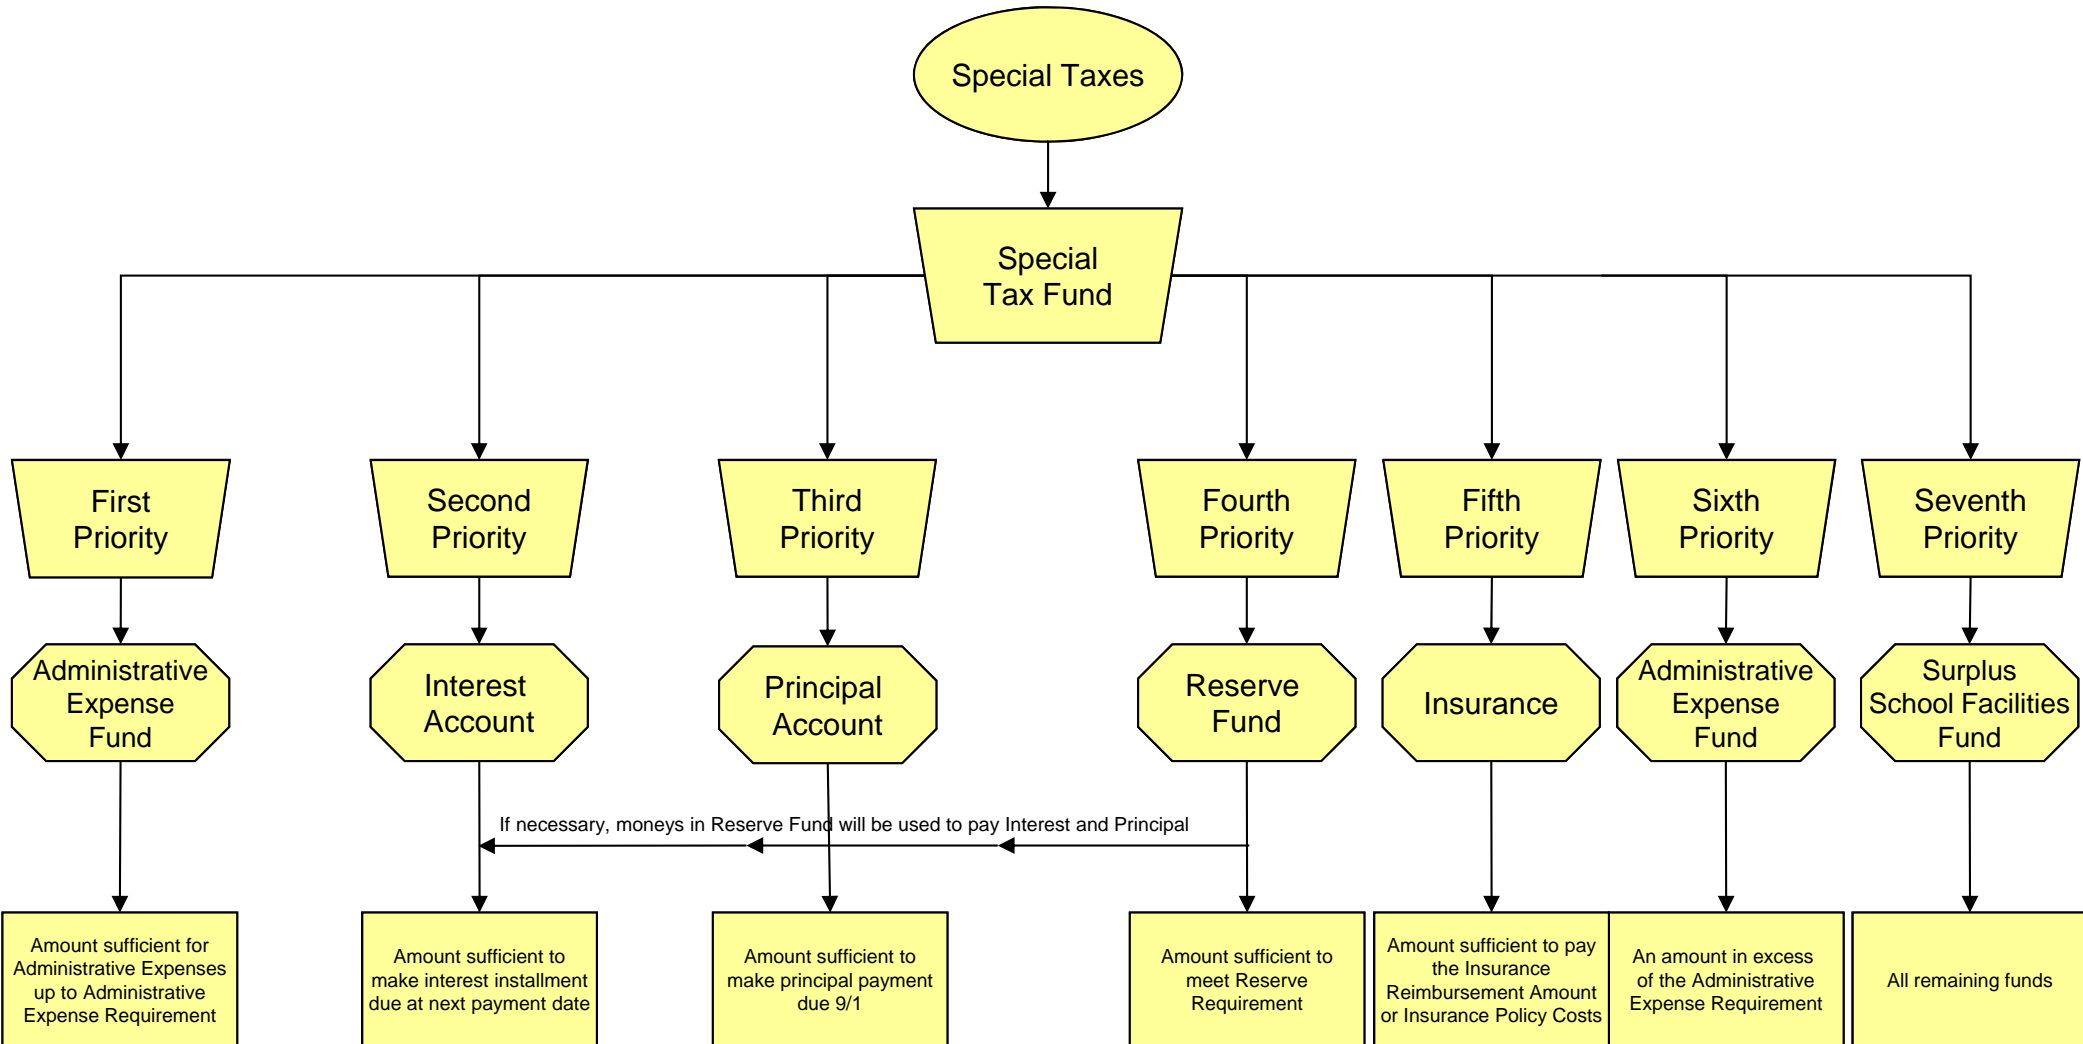 Special Taxes
Special
Tax Fund
First
Priority
Second
Priority
Third
Priority
Fourth
Priority
Fifth
Priority
Sixth
Priority
Seventh
Priority
Administrative
Expense
Fund
Interest
Account
Principal
Account
Reserve
Fund
Insurance
Administrative
Expense
Fund
Surplus
School Facilities
Fund
If necessary, moneys in Reserve Fund will be used to pay Interest and Principal
Amount sufficient for
Administrative Expenses
up to Administrative
Expense Requirement
Amount sufficient to
make interest installment
due at next payment date
Amount sufficient to
make principal payment
due 9/1
Amount sufficient to
meet Reserve
Requirement
Amount sufficient to pay
the Insurance
Reimbursement Amount
or Insurance Policy Costs
An amount in excess
of the Administrative
Expense Requirement
All remaining funds